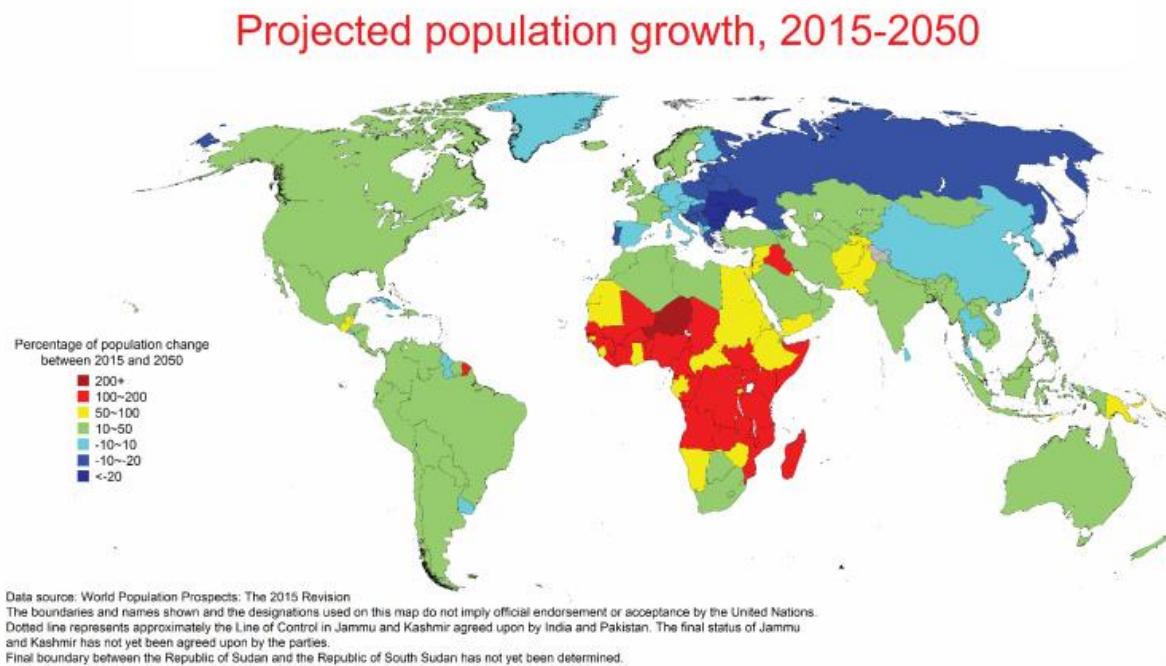 Projected population growth, 2015-2050
Percentage of population change
between 2015 and 2050
200+
100~200
50~100
10~50
-10~10
-10~-20
<-20
Data source: World Population Prospects: The 2015 Revision
The boundaries and names shown and the designations used on this map do not imply official endorsement or acceptance by the United Nations.
Dotted line represents approximately the Line of Control in Jammu and Kashmir agreed upon by India and Pakistan. The final status of Jammu
and Kashmir has not yet been agreed upon by the parties.
Final boundary between the Republic of Sudan and the Republic of South Sudan has not yet been determined.